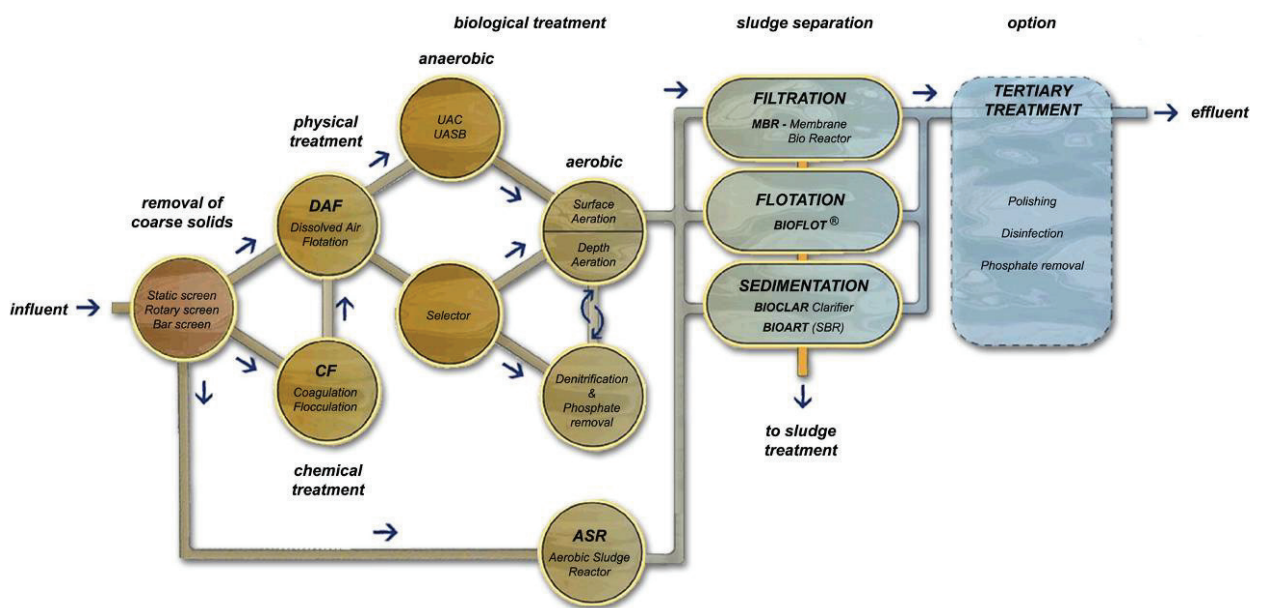 biological treatment
sludge separation
option
anaerobic
physical
treatment
UAC
UASB
aerobic
removal of
coarse solids
DAF
Dissolved Air
Flotation
Surface
Aeration
Depth
Aeration
FILTRATION
MBR - Membrane
Bio Reactor
FLOTATION
BIOFLOT ®
SEDIMENTATION
BIOCLAR Clarifier
BIOART (SBR)
TERTIARY
TREATMENT
Polishing
Disinfection
Phosphate removal
effluent
influent
Static screen
Rotary screen
Bar screen
Selector
CF
Coagulation
Flocculation
Denitrification
&
Phosphate
removal
chemical
treatment
to sludge
treatment
ASR
Aerobic Sludge
Reactor